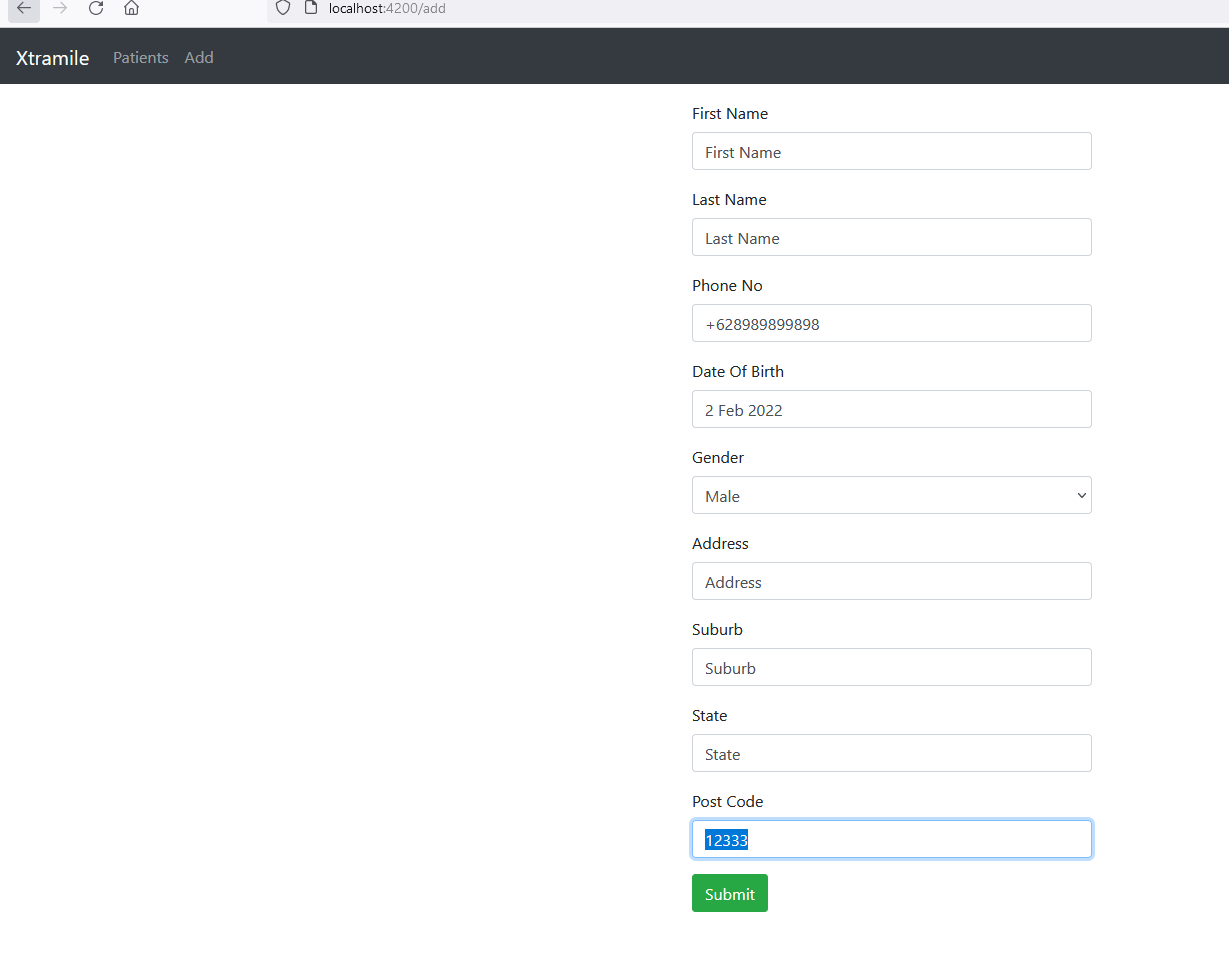 localhost:4200/add
Xtramile Patients Add
First Name
First Name
Last Name
Last Name
Phone No
+628989899898
Date Of Birth
2 Feb 2022
Gender
Male
Address
Address
Suburb
Suburb
State
State
Post Code
12333
Submit